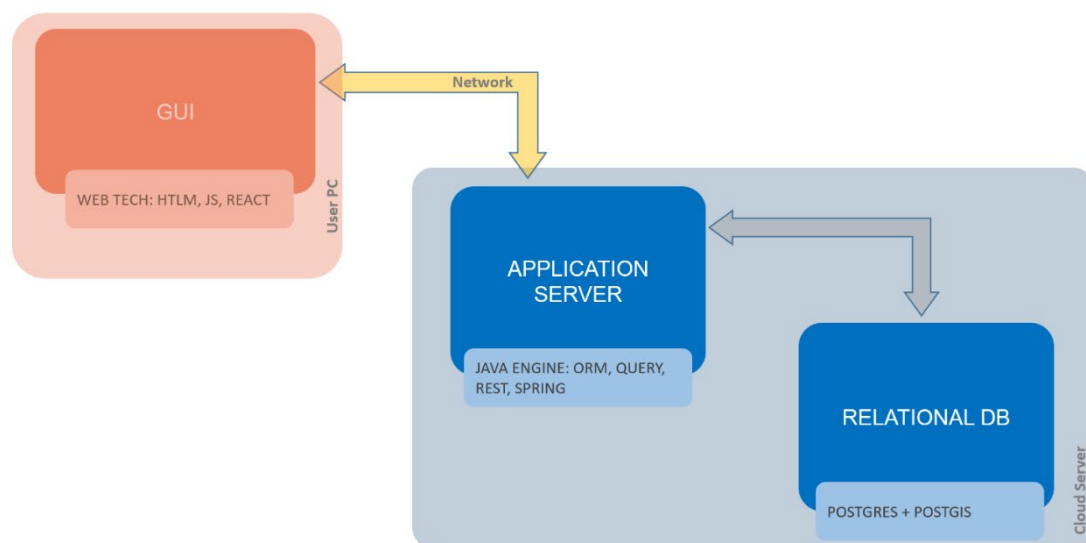 GUI
WEB TECH: HTLM, JS, REACT
User PC
Network
APPLICATION
SERVER
JAVA ENGINE: ORM, QUERY,
REST, SPRING
RELATIONAL DB
POSTGRES + POSTGIS
Cloud Server